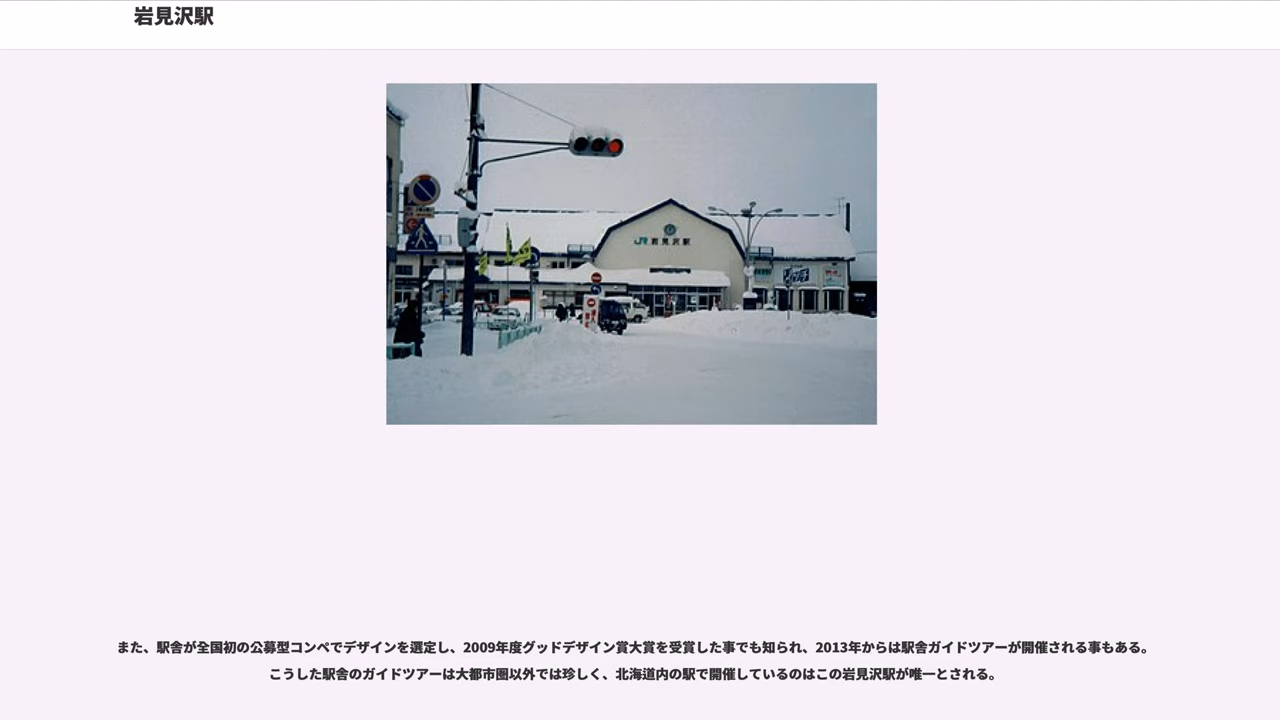 岩見沢駅
JR 岩見沢駅
また、駅舎が全国初の公募型コンペでデザインを選定し、2009年度グッドデザイン賞大賞を受賞した事でも知られ、2013年からは駅舎ガイドツアーが開催される事もある。
こうした駅舎のガイドツアーは大都市圏以外では珍しく、北海道内の駅で開催しているのはこの岩見沢駅が唯一とされる。